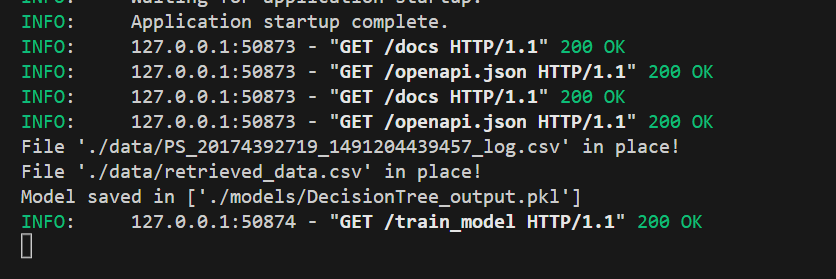 INFO:     Waiting for application startup.
INFO:     Application startup complete.
INFO:     127.0.0.1:50873 - "GET /docs HTTP/1.1" 200 OK
INFO:     127.0.0.1:50873 - "GET /openapi.json HTTP/1.1" 200 OK
INFO:     127.0.0.1:50873 - "GET /docs HTTP/1.1" 200 OK
INFO:     127.0.0.1:50873 - "GET /openapi.json HTTP/1.1" 200 OK
File './data/PS_20174392719_1491204439457_log.csv' in place!
File './data/retrieved_data.csv' in place!
Model saved in ['./models/DecisionTree_output.pkl']
INFO:     127.0.0.1:50874 - "GET /train_model HTTP/1.1" 200 OK